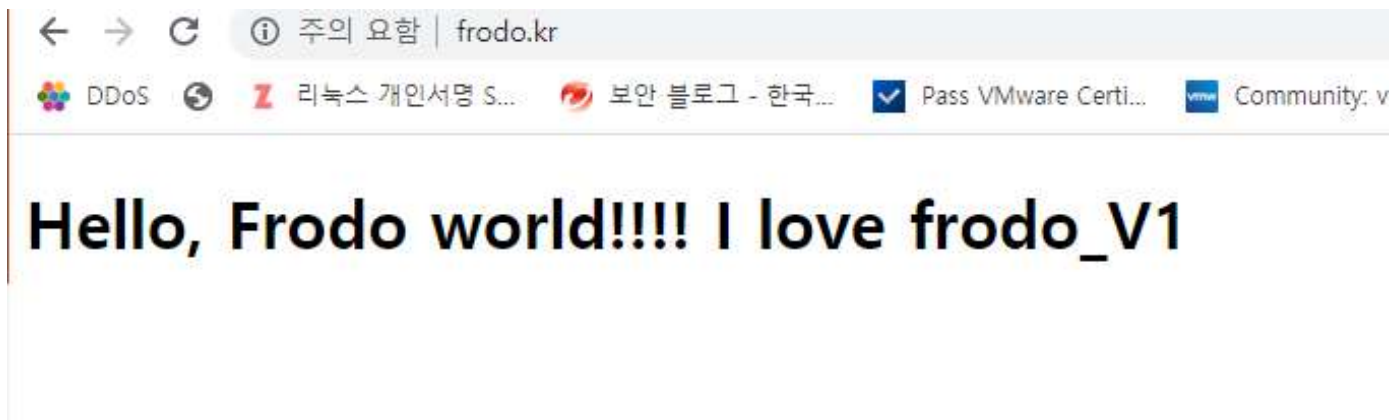 주의 요함 | frodo.kr
DDoS 리눅스 개인서명 S... 보안 블로그 - 한국... Pass VMware Certi... vmw Community: v
Hello, Frodo world!!!! I love frodo_V1